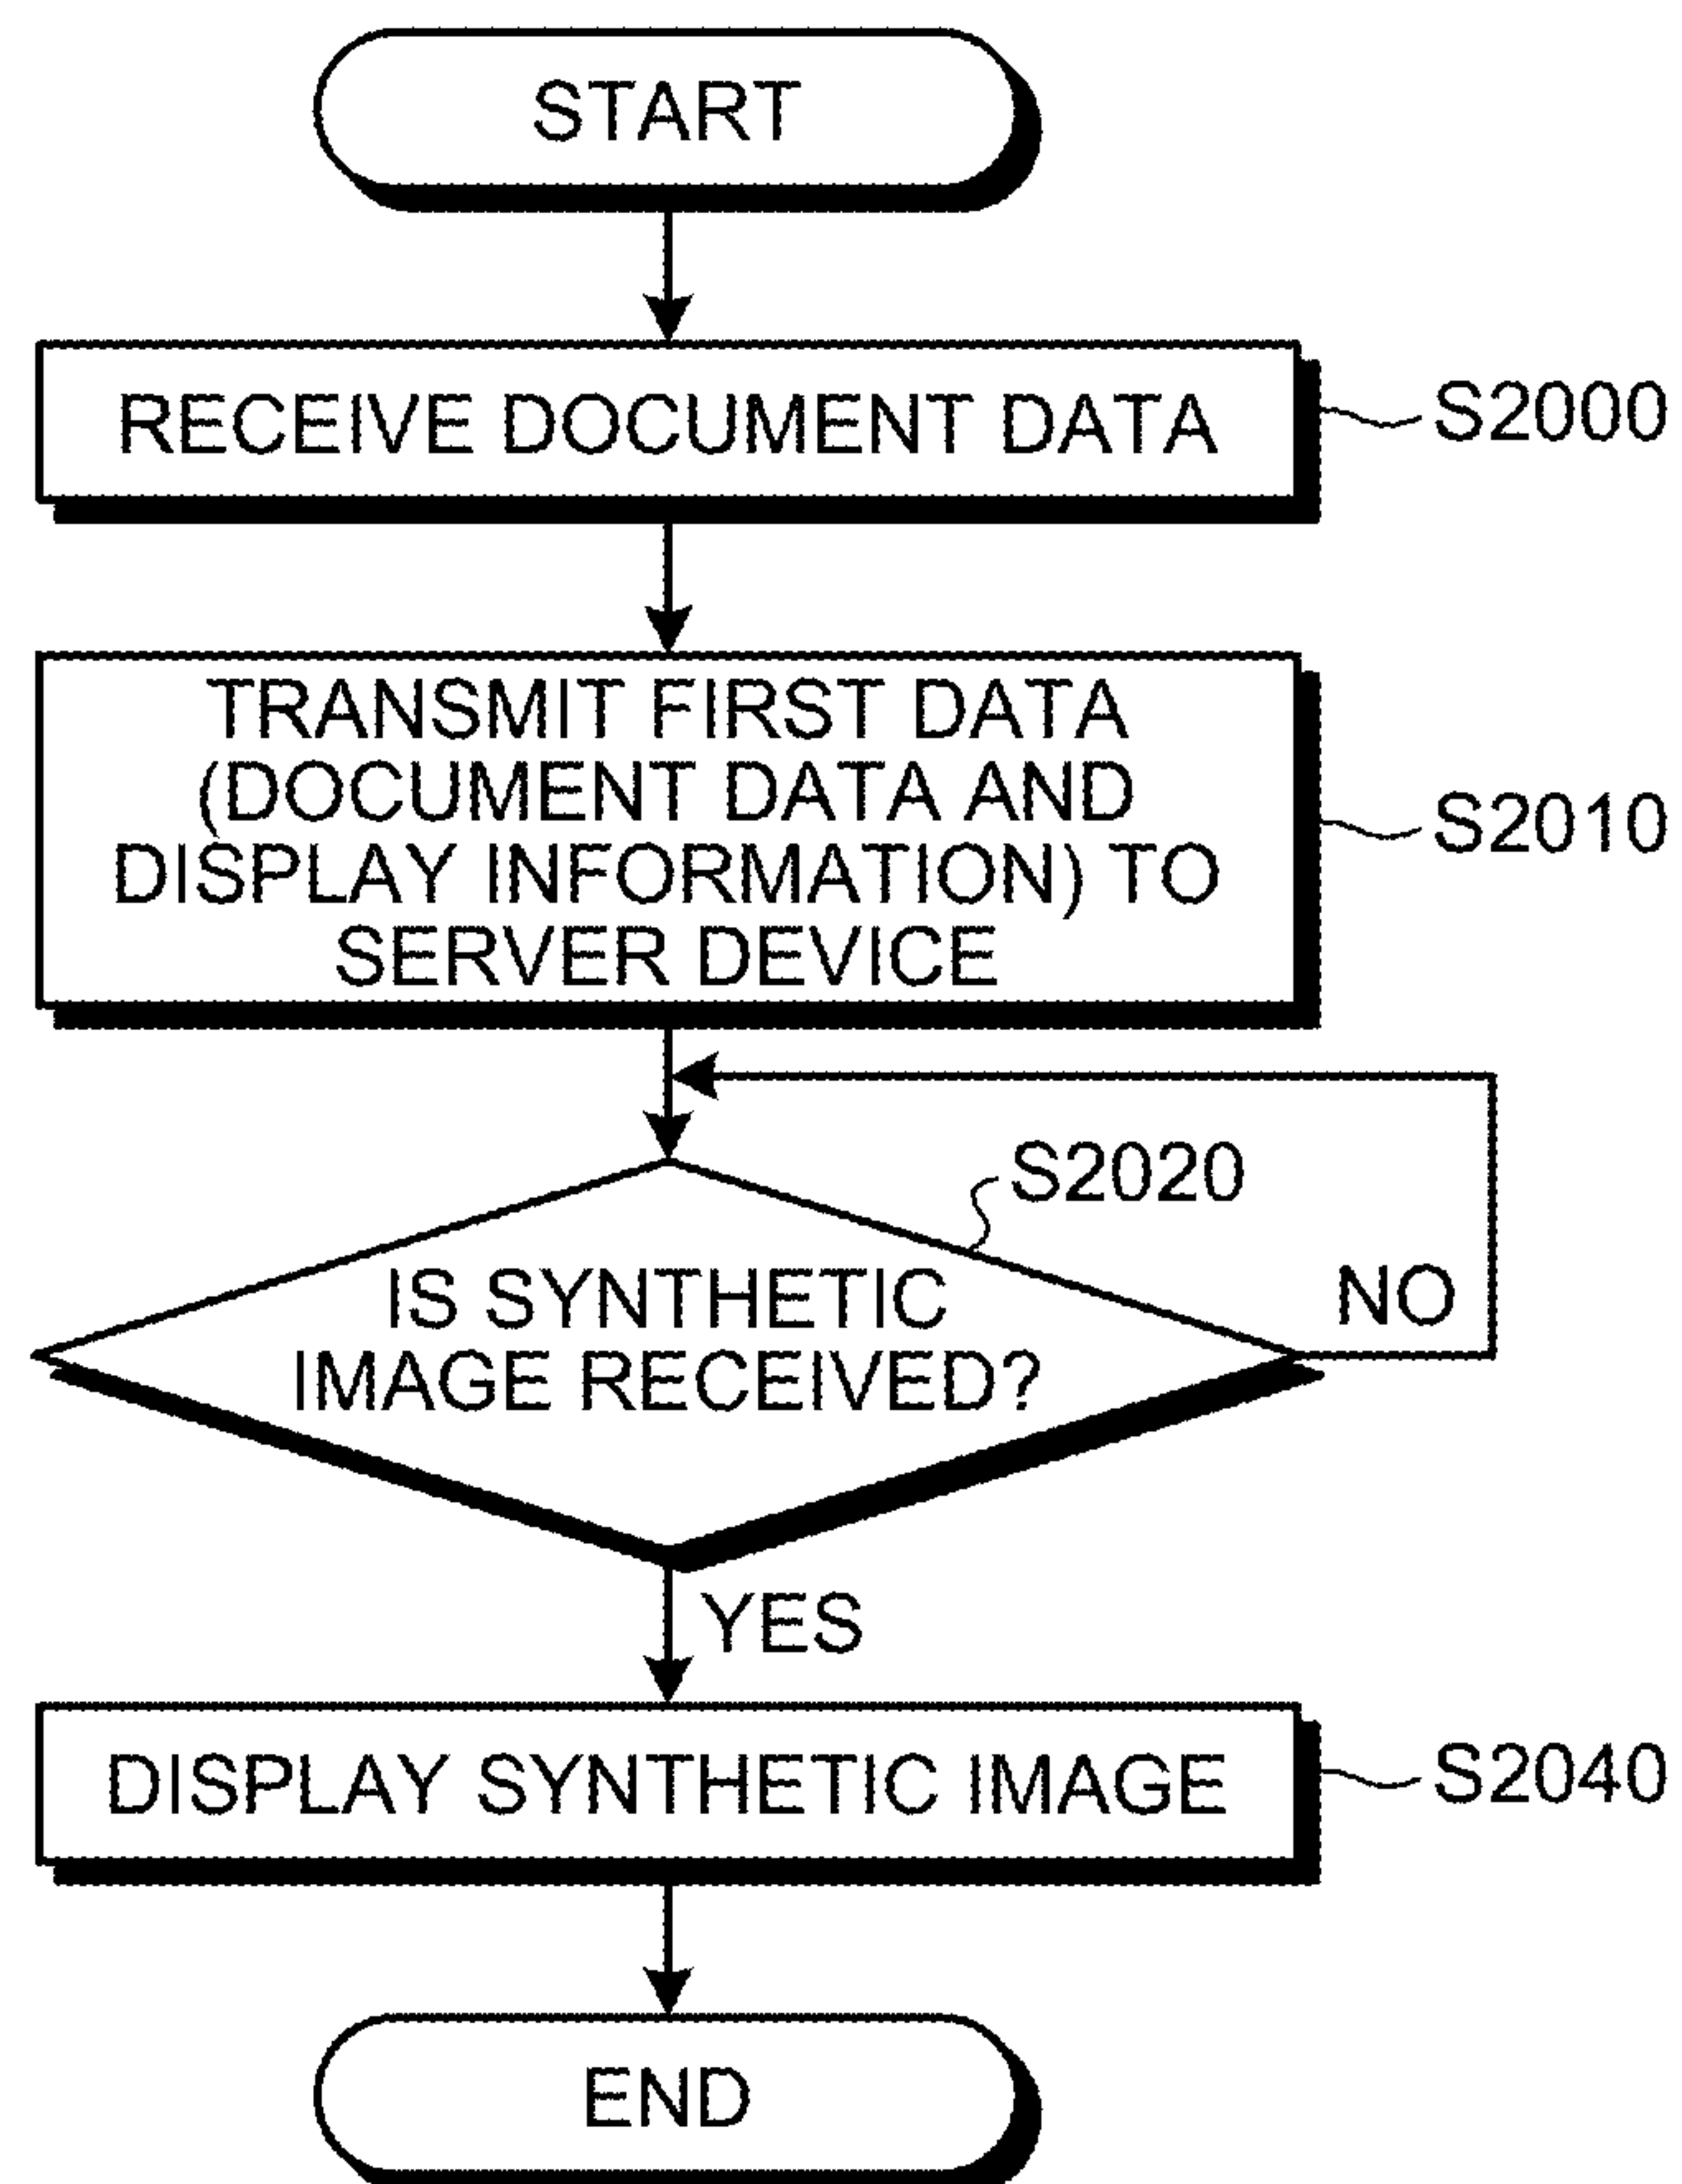 START
RECEIVE DOCUMENT DATA
S2000
TRANSMIT FIRST DATA
(DOCUMENT DATA AND
DISPLAY INFORMATION) TO
SERVER DEVICE
S2010
S2020
IS SYNTHETIC
IMAGE RECEIVED?
NO
YES
DISPLAY SYNTHETIC IMAGE
S2040
END